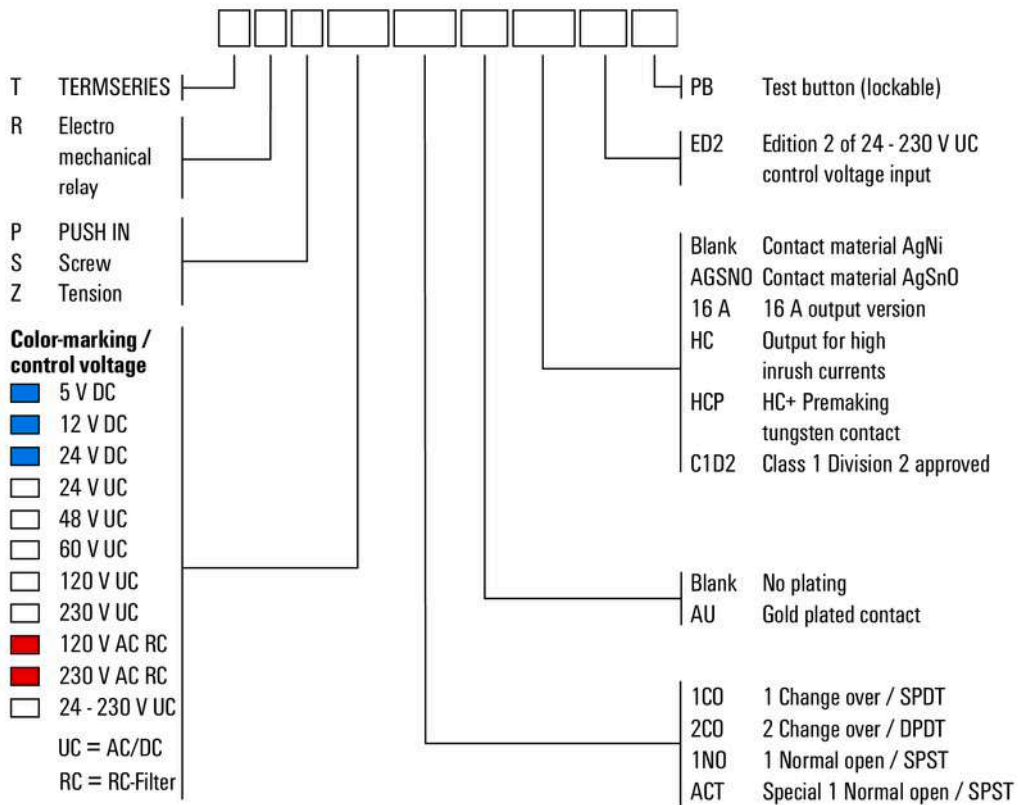 T TERMSERIES
R Electro
mechanical
relay
P PUSH IN
S Screw
Z Tension
Color-marking /
control voltage
5 V DC
12 V DC
24 V DC
24 V UC
48 V UC
60 V UC
120 V UC
230 V UC
120 V AC RC
230 V AC RC
24 - 230 V UC
UC = AC/DC
RC = RC-Filter
PB Test button (lockable)
ED2 Edition 2 of 24 - 230 V UC
control voltage input
Blank Contact material AgNi
AGSNO Contact material AgSnO
16 A 16 A output version
HC Output for high
inrush currents
HCP HC+ Premaking
tungsten contact
C1D2 Class 1 Division 2 approved
Blank No plating
AU Gold plated contact
1CO 1 Change over / SPDT
2CO 2 Change over / DPDT
1NO 1 Normal open / SPST
ACT Special 1 Normal open / SPST